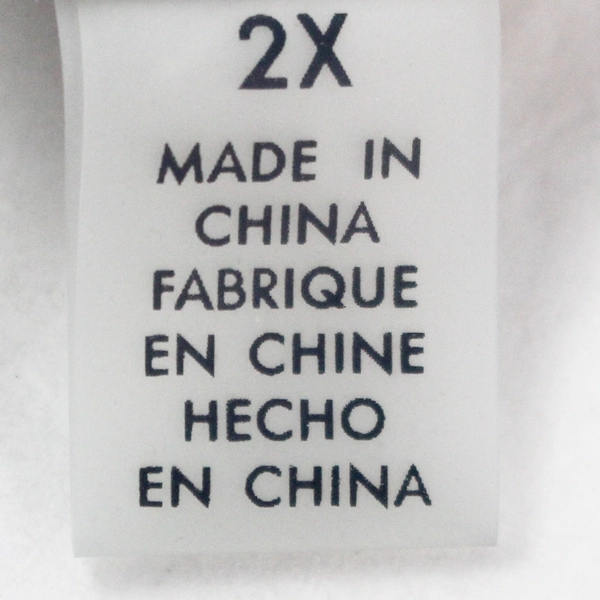 2X
MADE IN
CHINA
FABRIQUE
EN CHINE
HECHO
EN CHINA